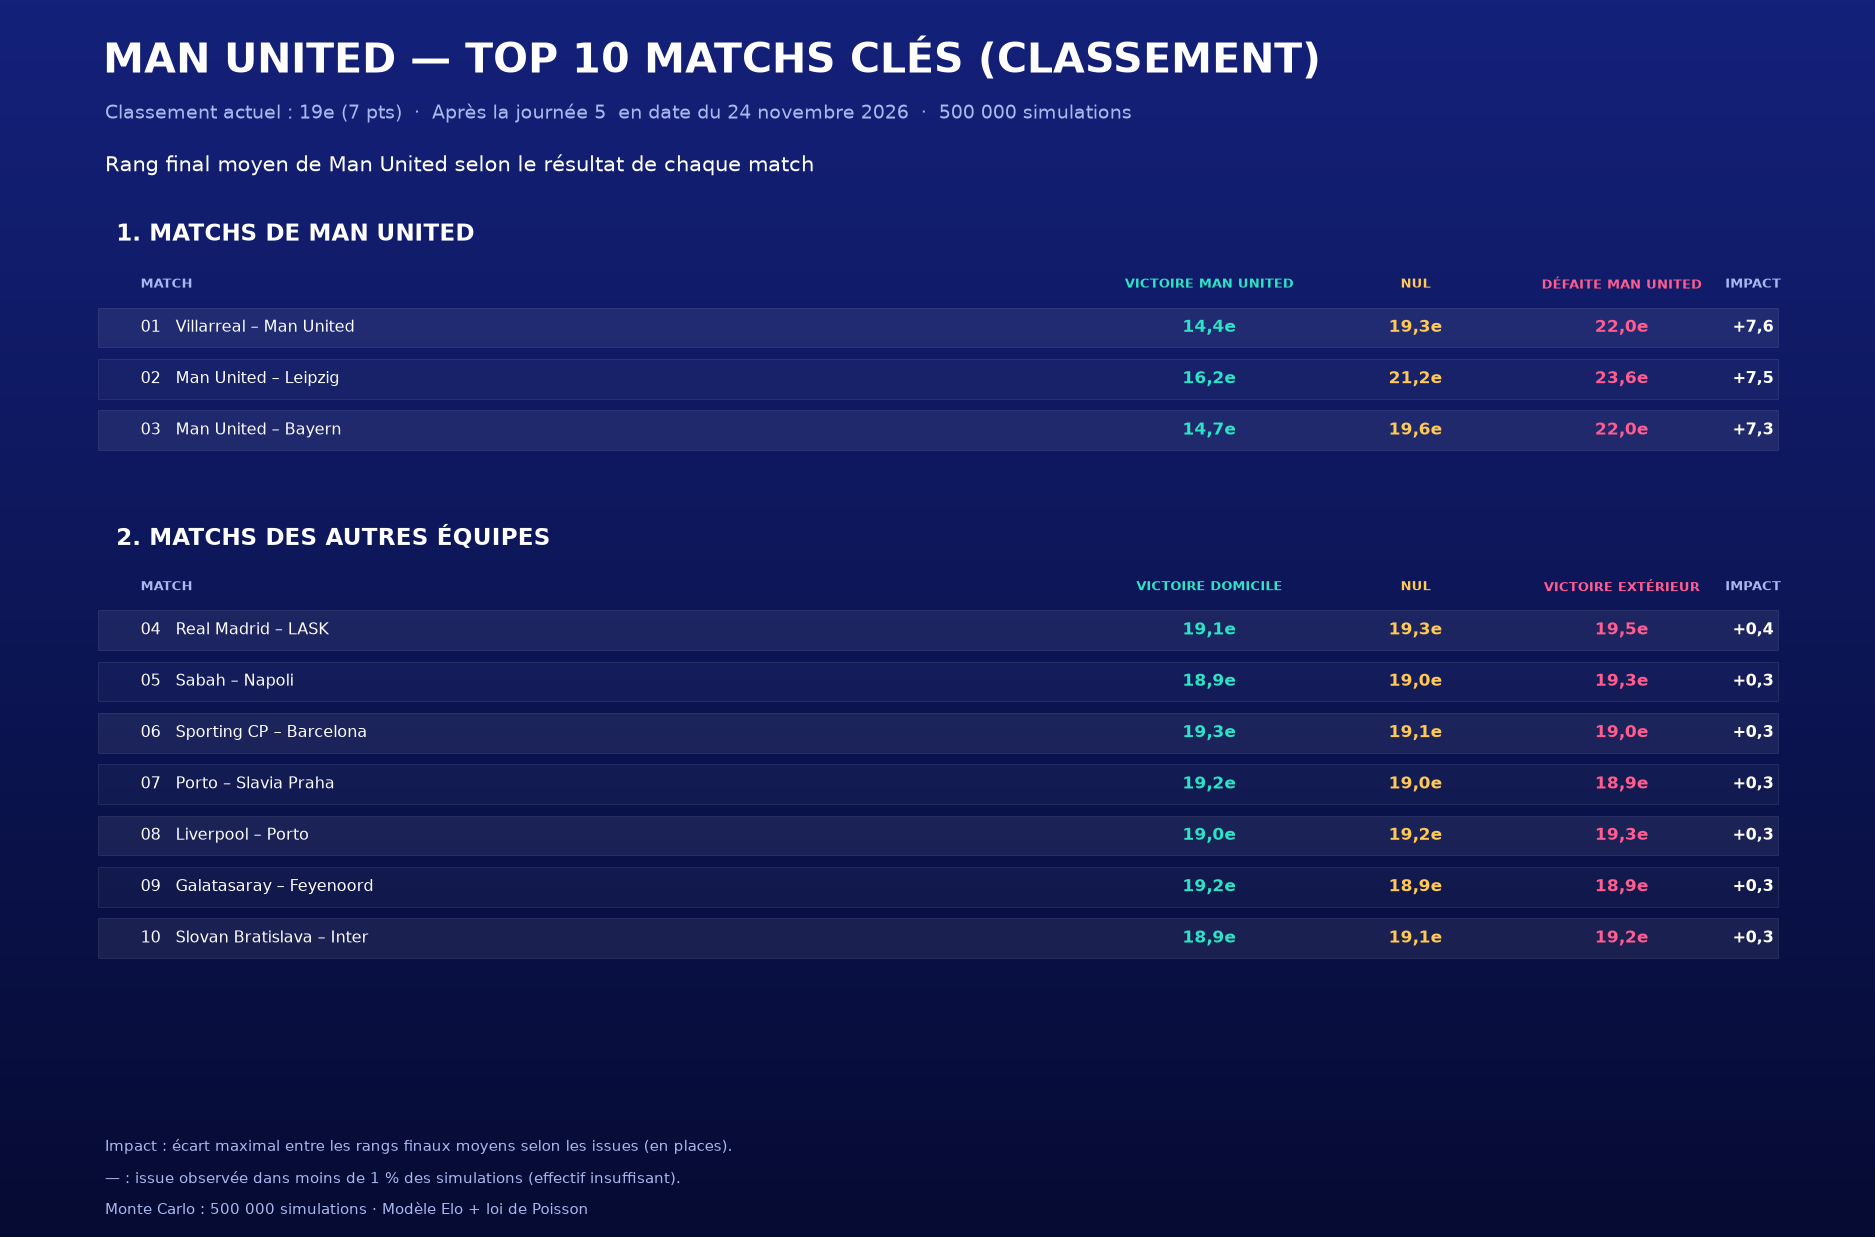 MAN UNITED — TOP 10 MATCHS CLÉS (CLASSEMENT)
Classement actuel : 19e (7 pts) · Après la journée 5 en date du 24 novembre 2026 · 500 000 simulations
Rang final moyen de Man United selon le résultat de chaque match
1. MATCHS DE MAN UNITED
MATCH VICTOIRE MAN UNITED NUL DÉFAITE MAN UNITED IMPACT
01 Villarreal – Man United 14,4e 19,3e 22,0e +7,6
02 Man United – Leipzig 16,2e 21,2e 23,6e +7,5
03 Man United – Bayern 14,7e 19,6e 22,0e +7,3
2. MATCHS DES AUTRES ÉQUIPES
MATCH VICTOIRE DOMICILE NUL VICTOIRE EXTÉRIEUR IMPACT
04 Real Madrid – LASK 19,1e 19,3e 19,5e +0,4
05 Sabah – Napoli 18,9e 19,0e 19,3e +0,3
06 Sporting CP – Barcelona 19,3e 19,1e 19,0e +0,3
07 Porto – Slavia Praha 19,2e 19,0e 18,9e +0,3
08 Liverpool – Porto 19,0e 19,2e 19,3e +0,3
09 Galatasaray – Feyenoord 19,2e 18,9e 18,9e +0,3
10 Slovan Bratislava – Inter 18,9e 19,1e 19,2e +0,3
Impact : écart maximal entre les rangs finaux moyens selon les issues (en places).
— : issue observée dans moins de 1 % des simulations (effectif insuffisant).
Monte Carlo : 500 000 simulations · Modèle Elo + loi de Poisson